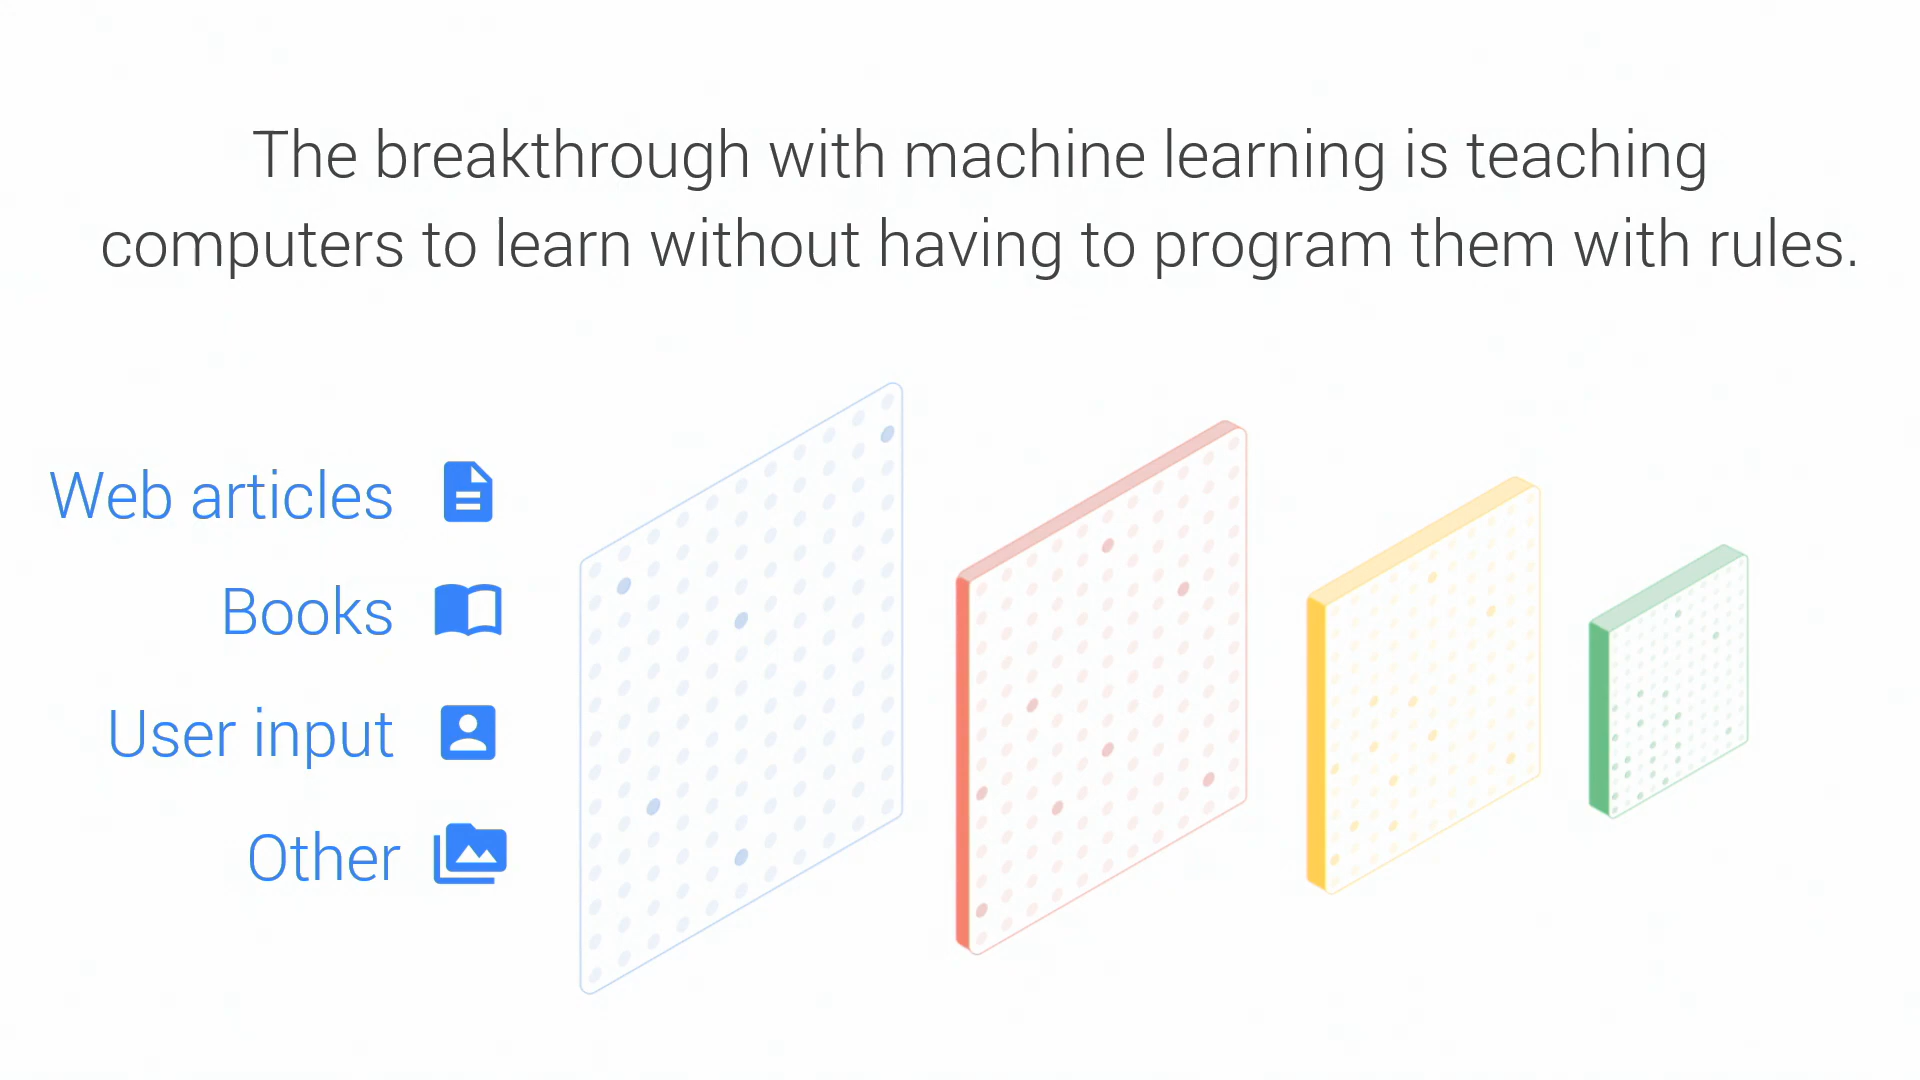 The breakthrough with machine learning is teaching
computers to learn without having to program them with rules.
Web articles
Books
User input
Other